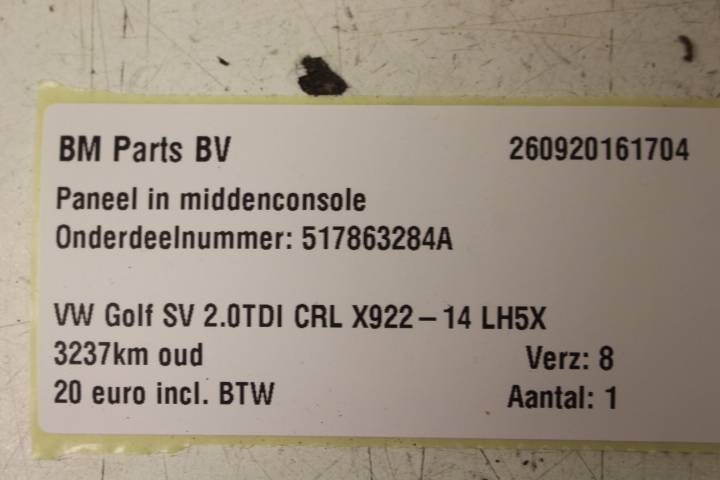 BM Parts BV 260920161704
Paneel in middenconsole
Onderdeelnummer: 517863284A
VW Golf SV 2.0TDI CRL X922-14 LH5X
3237km oud Verz: 8
20 euro incl. BTW Aantal: 1